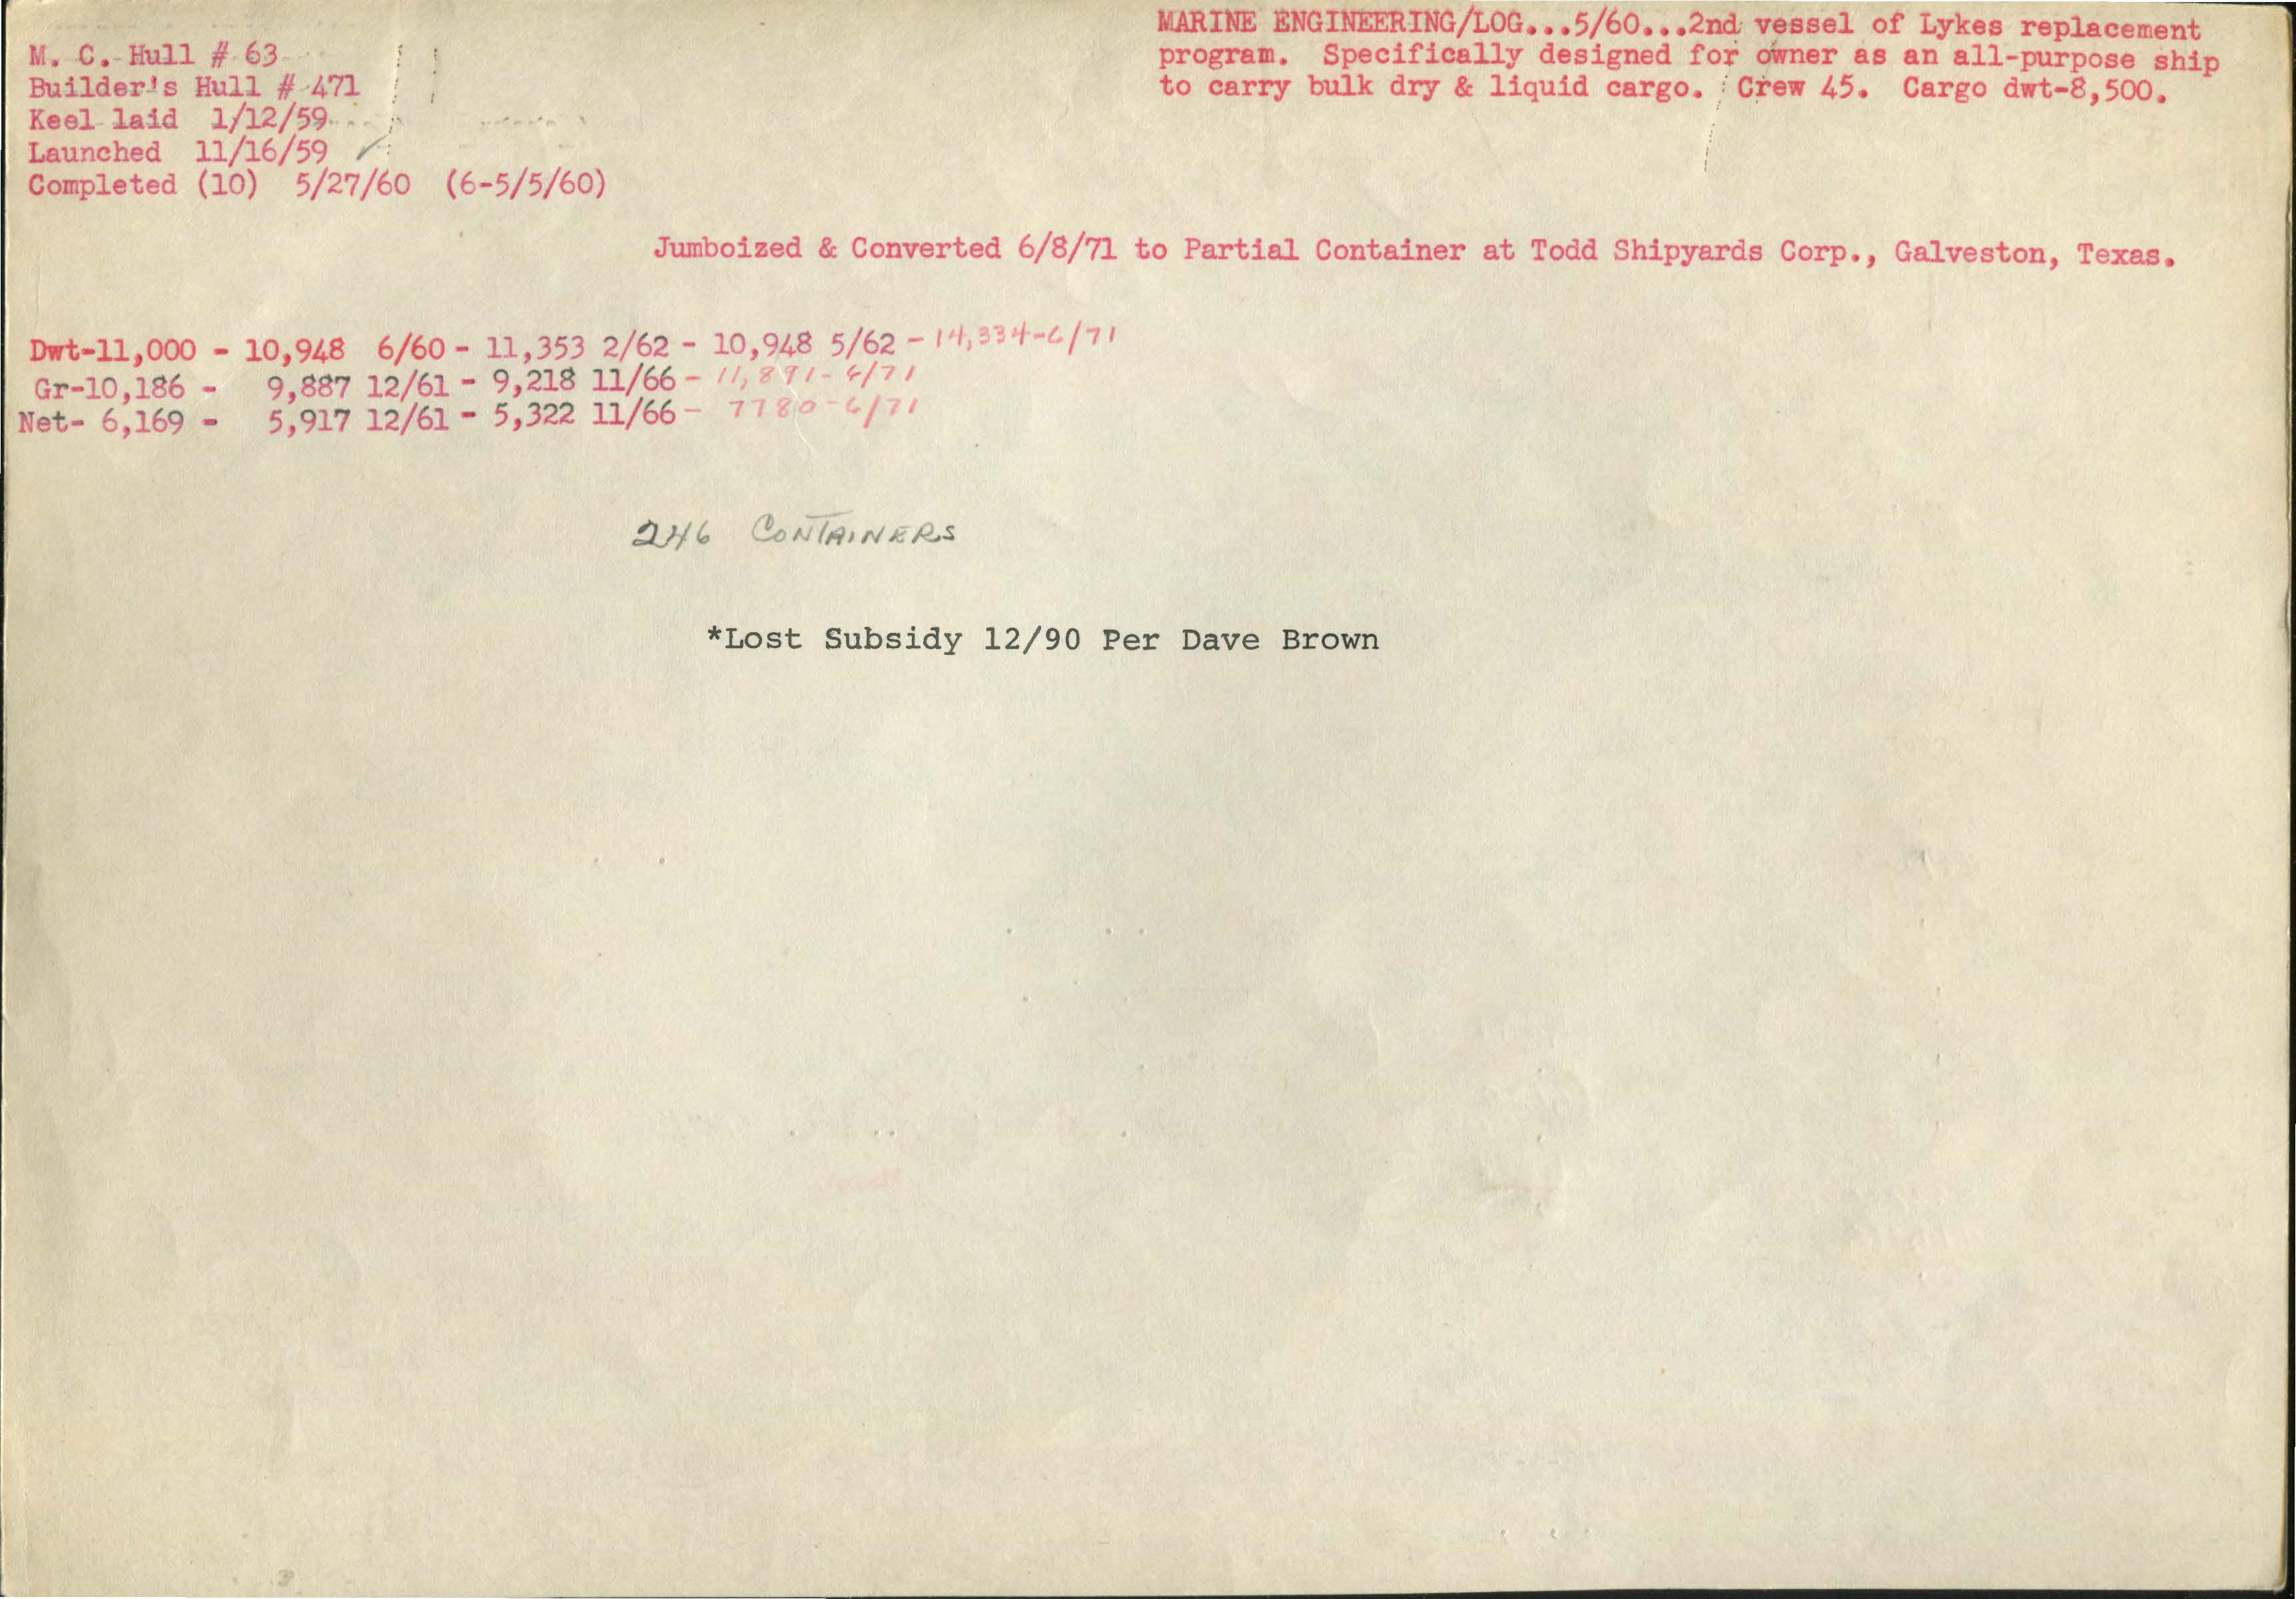 MARINE ENGINEERING/LOG...5/60...2nd vessel of Lykes replacement
program. Specifically designed for owner as an all-purpose ship
to carry bulk dry & liquid cargo. Crew 45. Cargo dwt-8,500.
M. C. Hull # 63
Builder's Hull # 471
Keel laid 1/12/59
Launched 11/16/59
Completed (10) 5/27/60 (6-5/5/60)
Jumboized & Converted 6/8/71 to Partial Container at Todd Shipyards Corp., Galveston, Texas.
Dwt-11,000 - 10,948 6/60 - 11,353 2/62 - 10,948 5/62 - 14,334-6/71
Gr-10,186 - 9,887 12/61 - 9,218 11/66 - 11,891-6/71
Net- 6,169 - 5,917 12/61 - 5,322 11/66 - 7780-6/71
246 CONTAINERS
*Lost Subsidy 12/90 Per Dave Brown